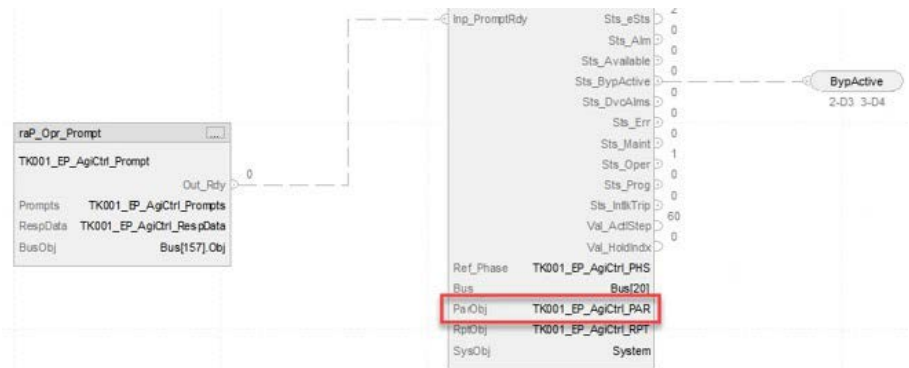 Inp_PromptRdy Sts_eSts 2
Sts_Alm 0
Sts_Available 0
Sts_BypActive 0
BypActive
2-D3 3-D4
Sts_DvcAlms 0
Sts_Err 0
Sts_Maint 0
Sts_Oper 1
Sts_Prog 0
Sts_IntlkTrip 0
Val_ActlStep 60
Val_HoldIndx 0
Ref_Phase TK001_EP_AgiCtrl_PHS
Bus Bus[20]
ParObj TK001_EP_AgiCtrl_PAR
RptObj TK001_EP_AgiCtrl_RPT
SysObj System
raP_Opr_Prompt ...
TK001_EP_AgiCtrl_Prompt
Out_Rdy 0
Prompts TK001_EP_AgiCtrl_Prompts
RespData TK001_EP_AgiCtrl_RespData
BusObj Bus[157].Obj